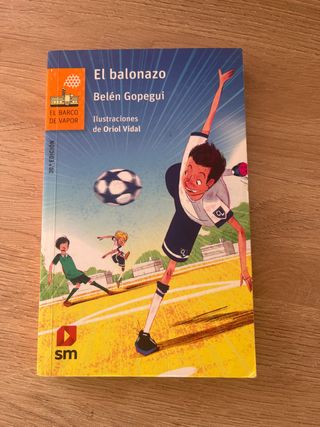 El balonazo
Belén Gopegui
Ilustraciones
de Oriol Vidal
EL BARCO
DE VAPOR
sm